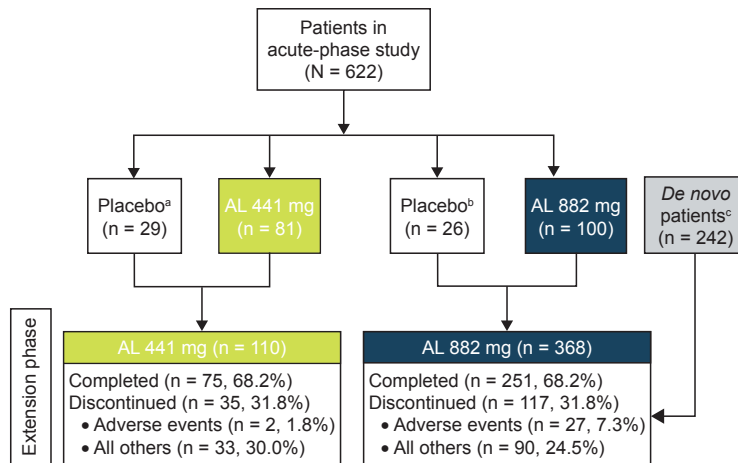 Patients in
acute-phase study
(N = 622)
Placeboᵃ
(n = 29)
AL 441 mg
(n = 81)
Placeboᵇ
(n = 26)
AL 882 mg
(n = 100)
De novo
patientsᶜ
(n = 242)
Extension phase
AL 441 mg (n = 110)
Completed (n = 75, 68.2%)
Discontinued (n = 35, 31.8%)
• Adverse events (n = 2, 1.8%)
• All others (n = 33, 30.0%)
AL 882 mg (n = 368)
Completed (n = 251, 68.2%)
Discontinued (n = 117, 31.8%)
• Adverse events (n = 27, 7.3%)
• All others (n = 90, 24.5%)